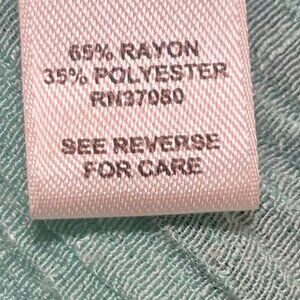 65% RAYON
35% POLYESTER
RN37080
SEE REVERSE
FOR CARE